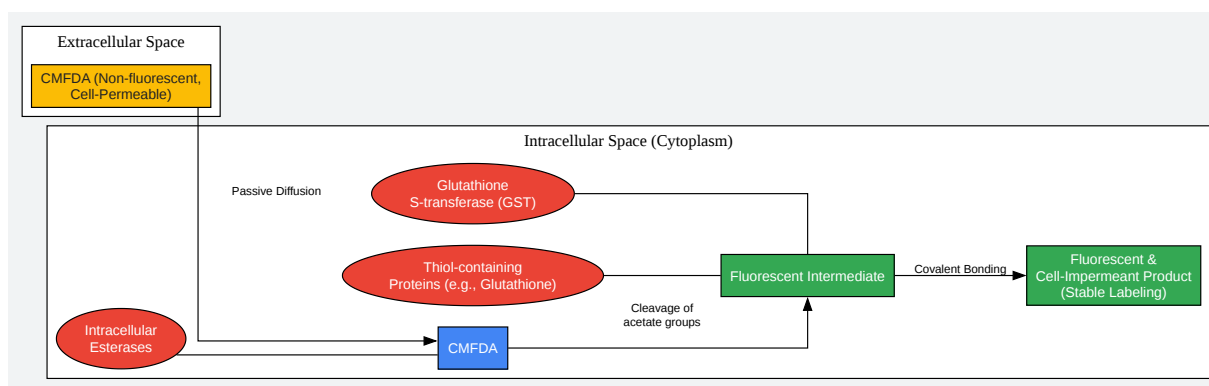 Extracellular Space
CMFDA (Non-fluorescent,
Cell-Permeable)
Intracellular Space (Cytoplasm)
Passive Diffusion
Glutathione
S-transferase (GST)
Thiol-containing
Proteins (e.g., Glutathione)
Fluorescent Intermediate
Covalent Bonding
Fluorescent &
Cell-Impermeant Product
(Stable Labeling)
Cleavage of
acetate groups
Intracellular
Esterases
CMFDA